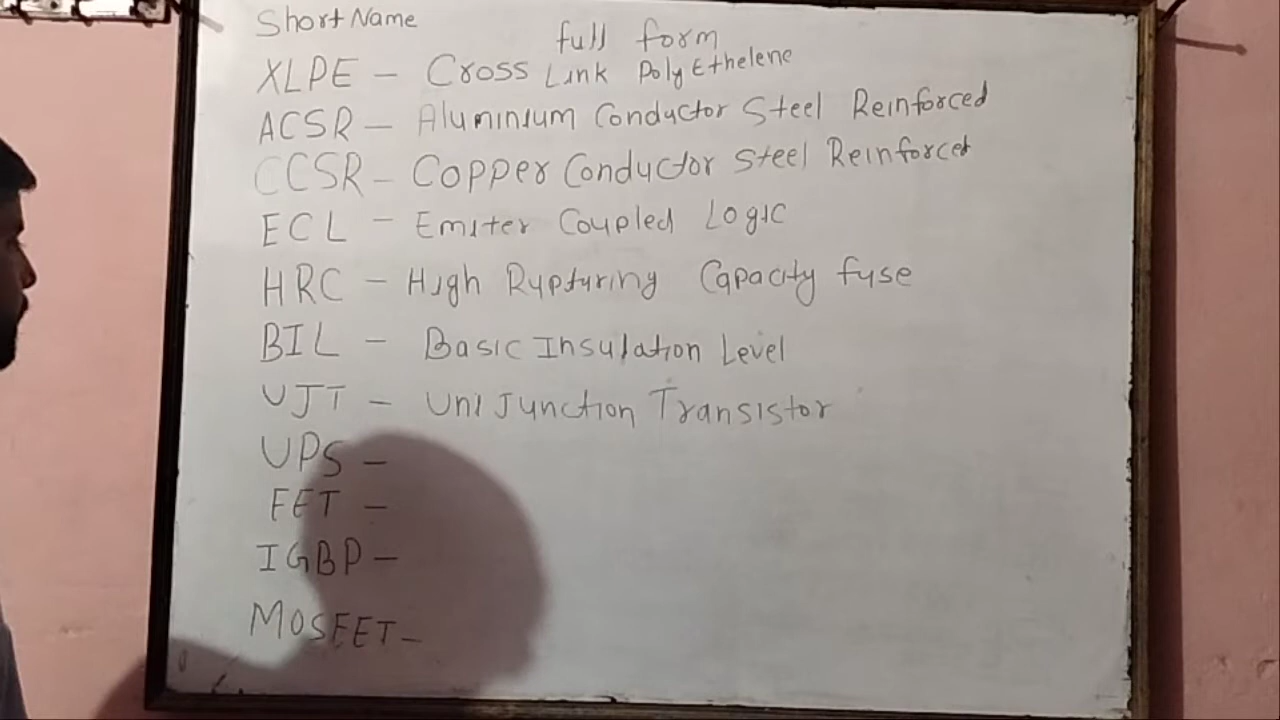 Short Name full form
XLPE - Cross Link Poly Ethelene
ACSR - Aluminium Conductor Steel Reinforced
CCSR - Copper Conductor Steel Reinforced
ECL - Emiter Coupled Logic
HRC - High Rupturing Capacity fuse
BIL - Basic Insulation Level
UJT - Uni Junction Transistor
UPS -
FET -
IGBP -
MOSFET -